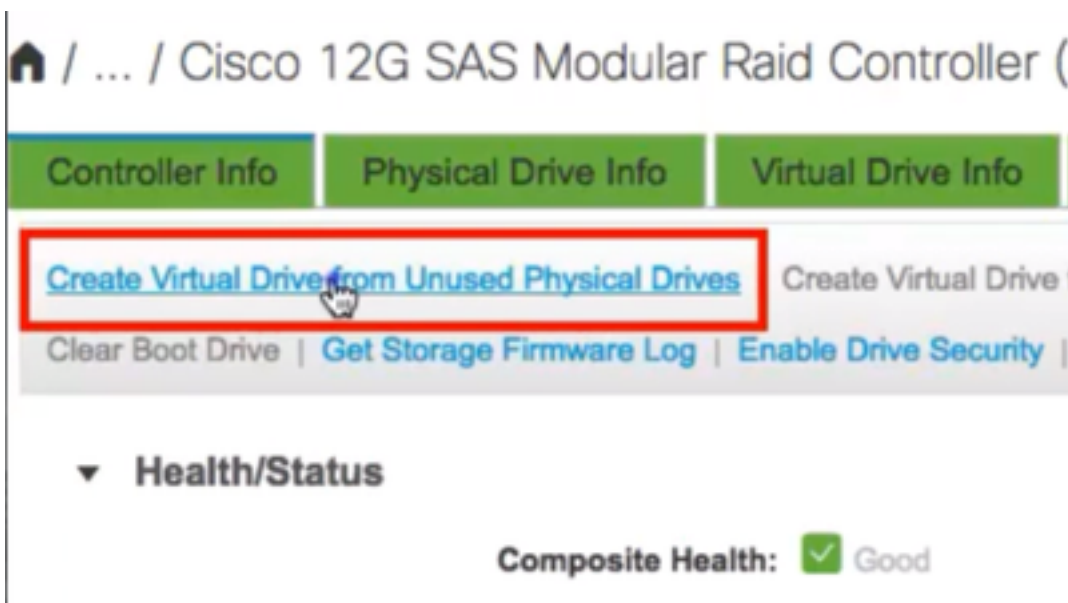 / ... / Cisco 12G SAS Modular Raid Controller (
Controller Info Physical Drive Info Virtual Drive Info
Create Virtual Drive from Unused Physical Drives Create Virtual Drive
Clear Boot Drive | Get Storage Firmware Log | Enable Drive Security |
Health/Status
Composite Health: Good